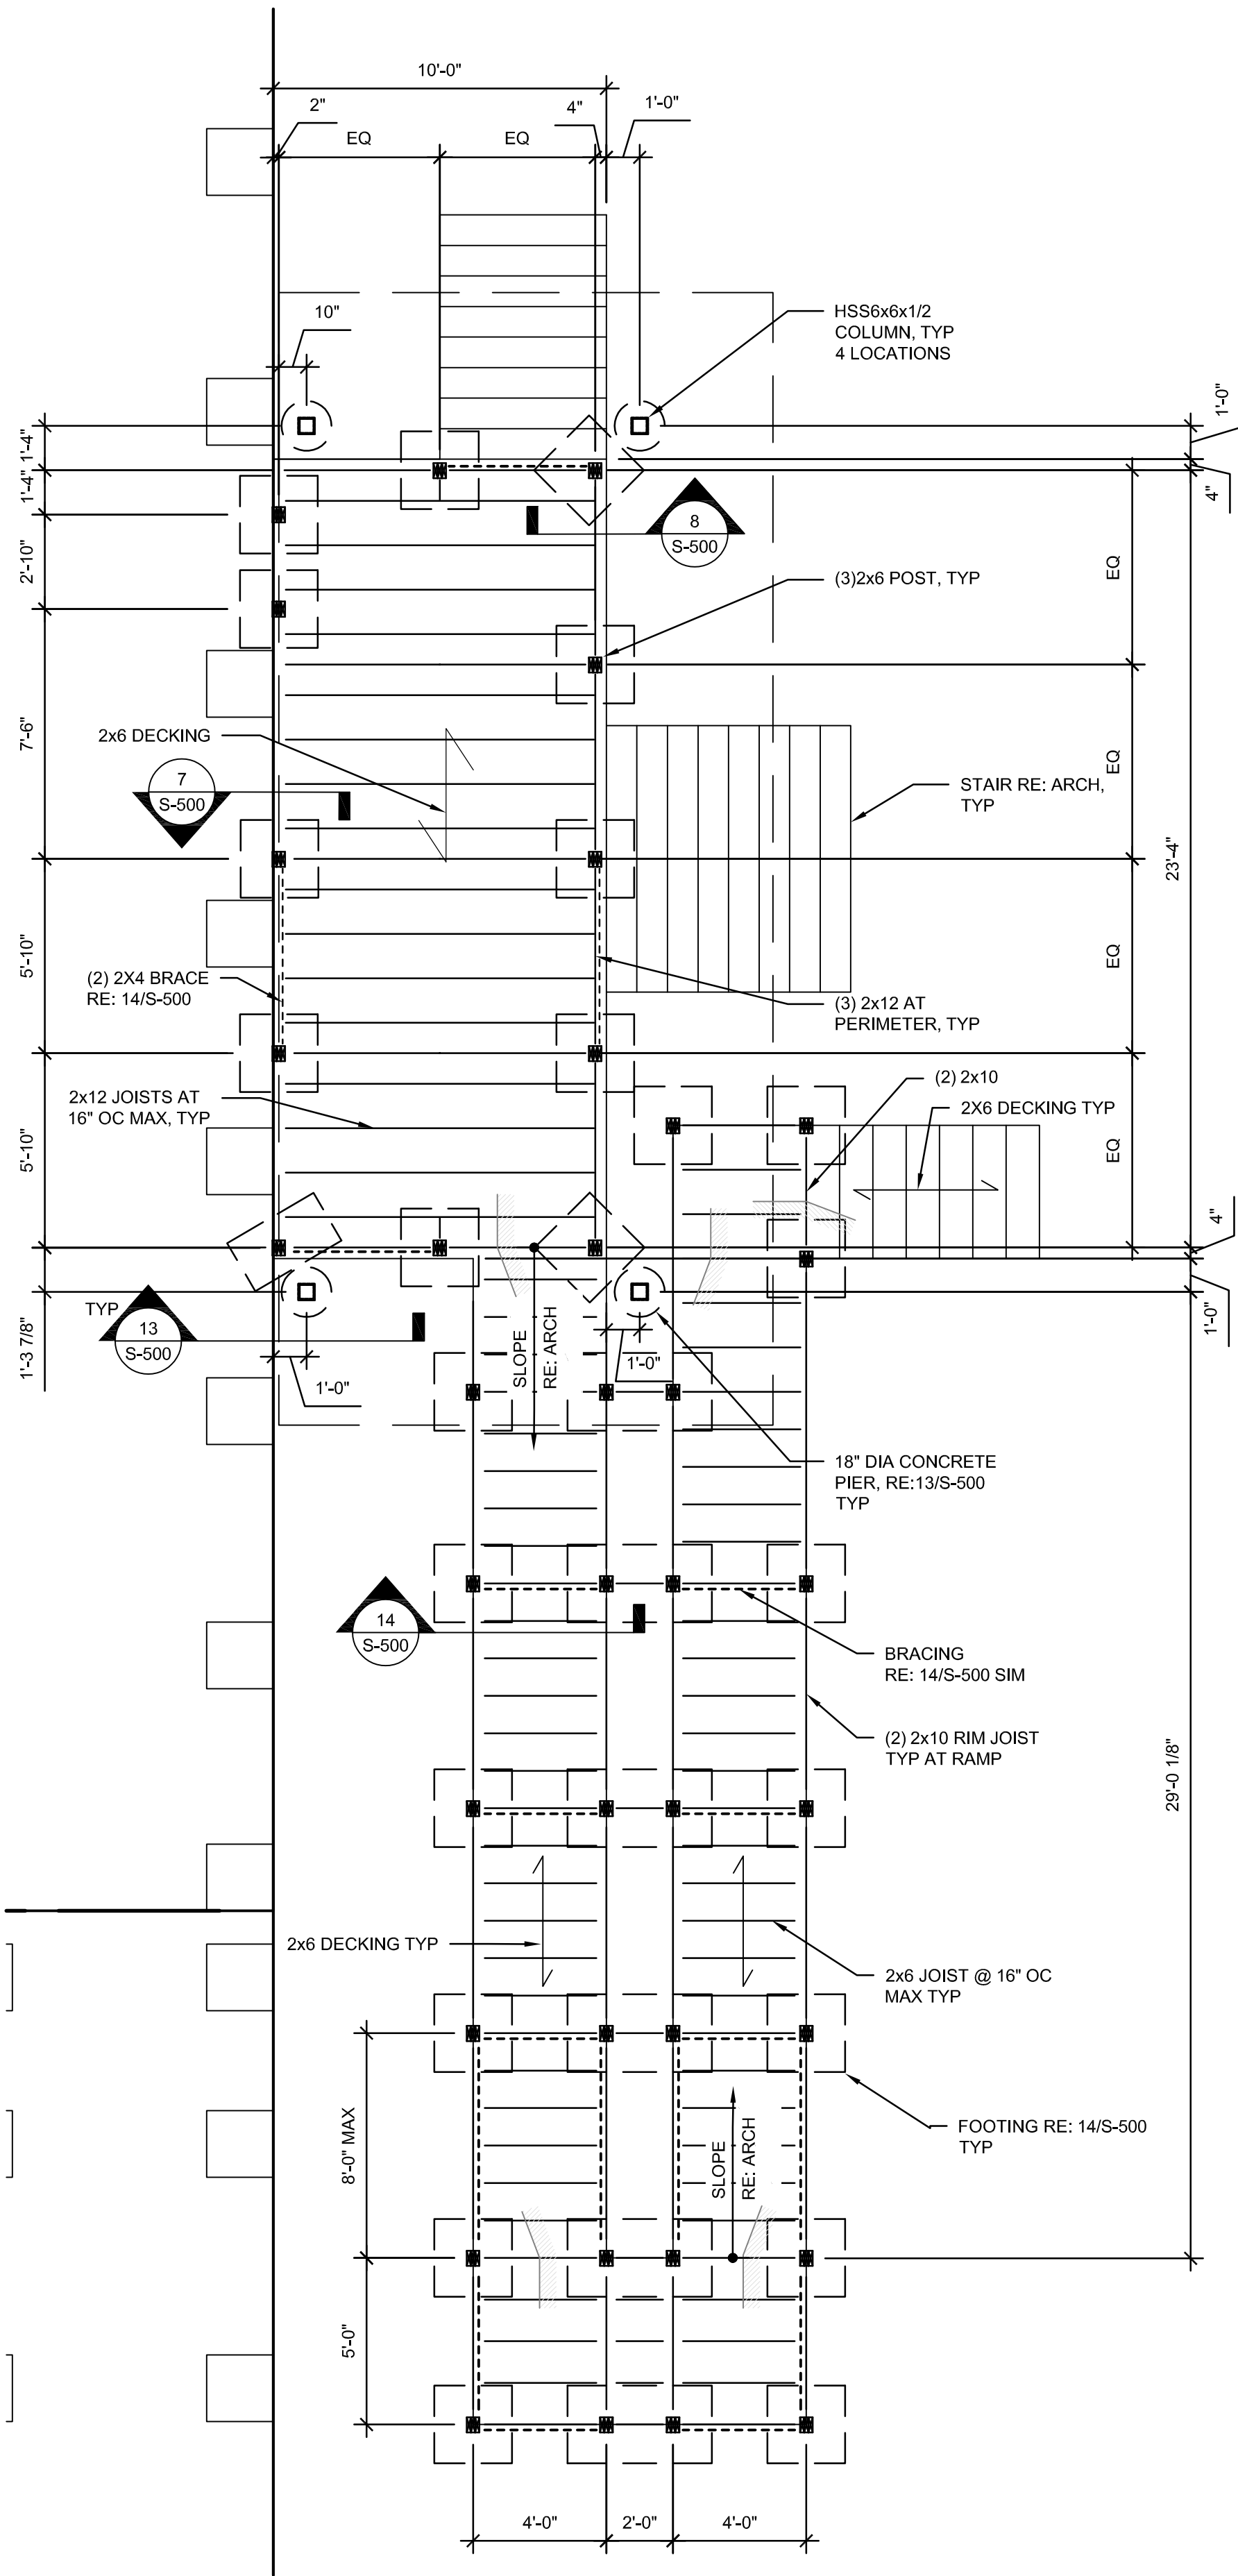 10'-0"
2"
4"
1'-0"
EQ
EQ
10"
HSS6x6x1/2
COLUMN, TYP
4 LOCATIONS
1'-0"
1'-4"
1'-4"
4"
8
S-500
2'-10"
EQ
(3)2x6 POST, TYP
7'-6"
2x6 DECKING
7
S-500
EQ
STAIR RE: ARCH,
TYP
23'-4"
5'-10"
(2) 2X4 BRACE
RE: 14/S-500
EQ
(3) 2x12 AT
PERIMETER, TYP
2x12 JOISTS AT
16" OC MAX, TYP
(2) 2x10
2X6 DECKING TYP
5'-10"
EQ
4"
TYP
13
S-500
1'-3 7/8"
1'-0"
SLOPE
RE: ARCH
1'-0"
1'-0"
18" DIA CONCRETE
PIER, RE:13/S-500
TYP
14
S-500
BRACING
RE: 14/S-500 SIM
(2) 2x10 RIM JOIST
TYP AT RAMP
29'-0 1/8"
2x6 DECKING TYP
2x6 JOIST @ 16" OC
MAX TYP
8'-0" MAX
SLOPE
RE: ARCH
FOOTING RE: 14/S-500
TYP
5'-0"
4'-0"
2'-0"
4'-0"